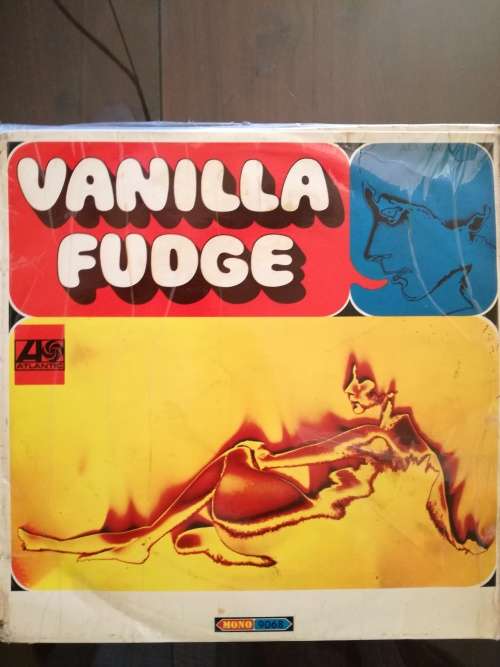 VANILLA
FUDGE
ATLANTIC
MONO 9068